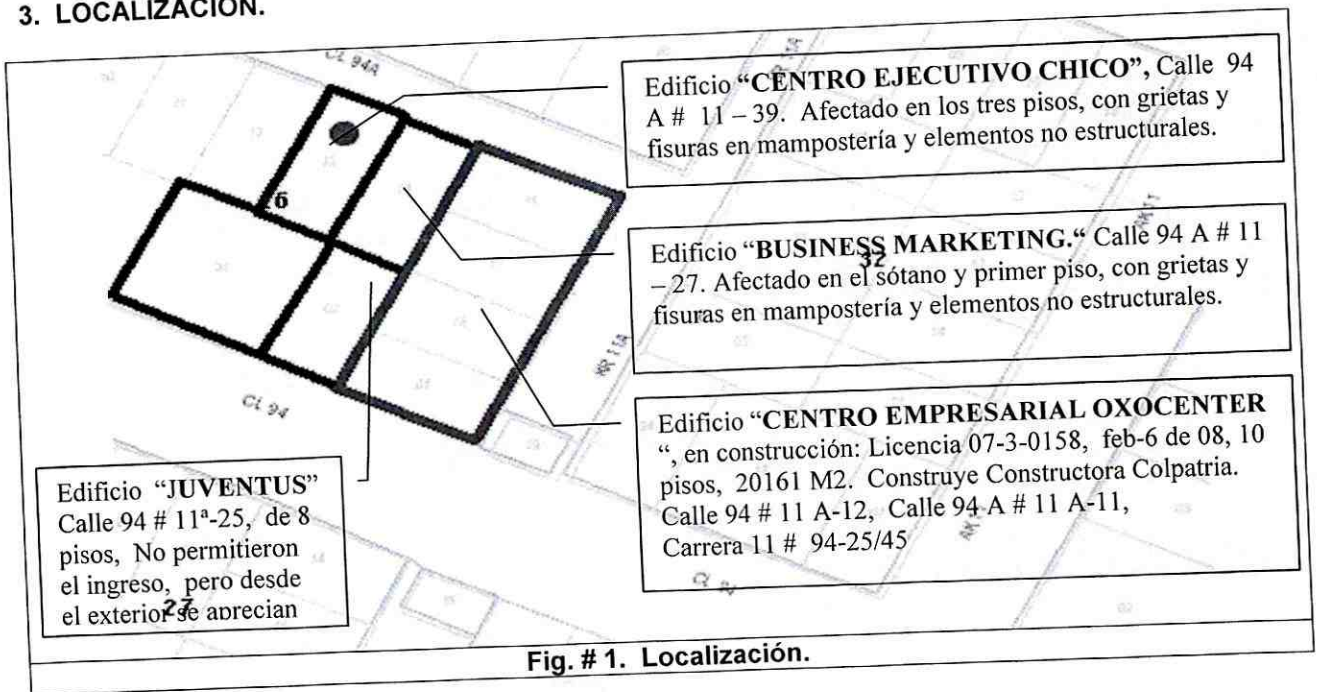 3. LOCALIZACIÓN.
CL 94A
Edificio “CENTRO EJECUTIVO CHICO”, Calle 94
A # 11 – 39. Afectado en los tres pisos, con grietas y
fisuras en mampostería y elementos no estructurales.
6
Edificio “BUSINESS MARKETING.“ Calle 94 A # 11
– 27. Afectado en el sótano y primer piso, con grietas y
fisuras en mampostería y elementos no estructurales.
32
KR 11A
AK 11
CL 94
Edificio “CENTRO EMPRESARIAL OXOCENTER
“, en construcción: Licencia 07-3-0158, feb-6 de 08, 10
pisos, 20161 M2. Construye Constructora Colpatria.
Calle 94 # 11 A-12, Calle 94 A # 11 A-11,
Carrera 11 # 94-25/45
Edificio “JUVENTUS”
Calle 94 # 11ª-25, de 8
pisos, No permitieron
el ingreso, pero desde
el exterior se aprecian
27
Fig. # 1. Localización.